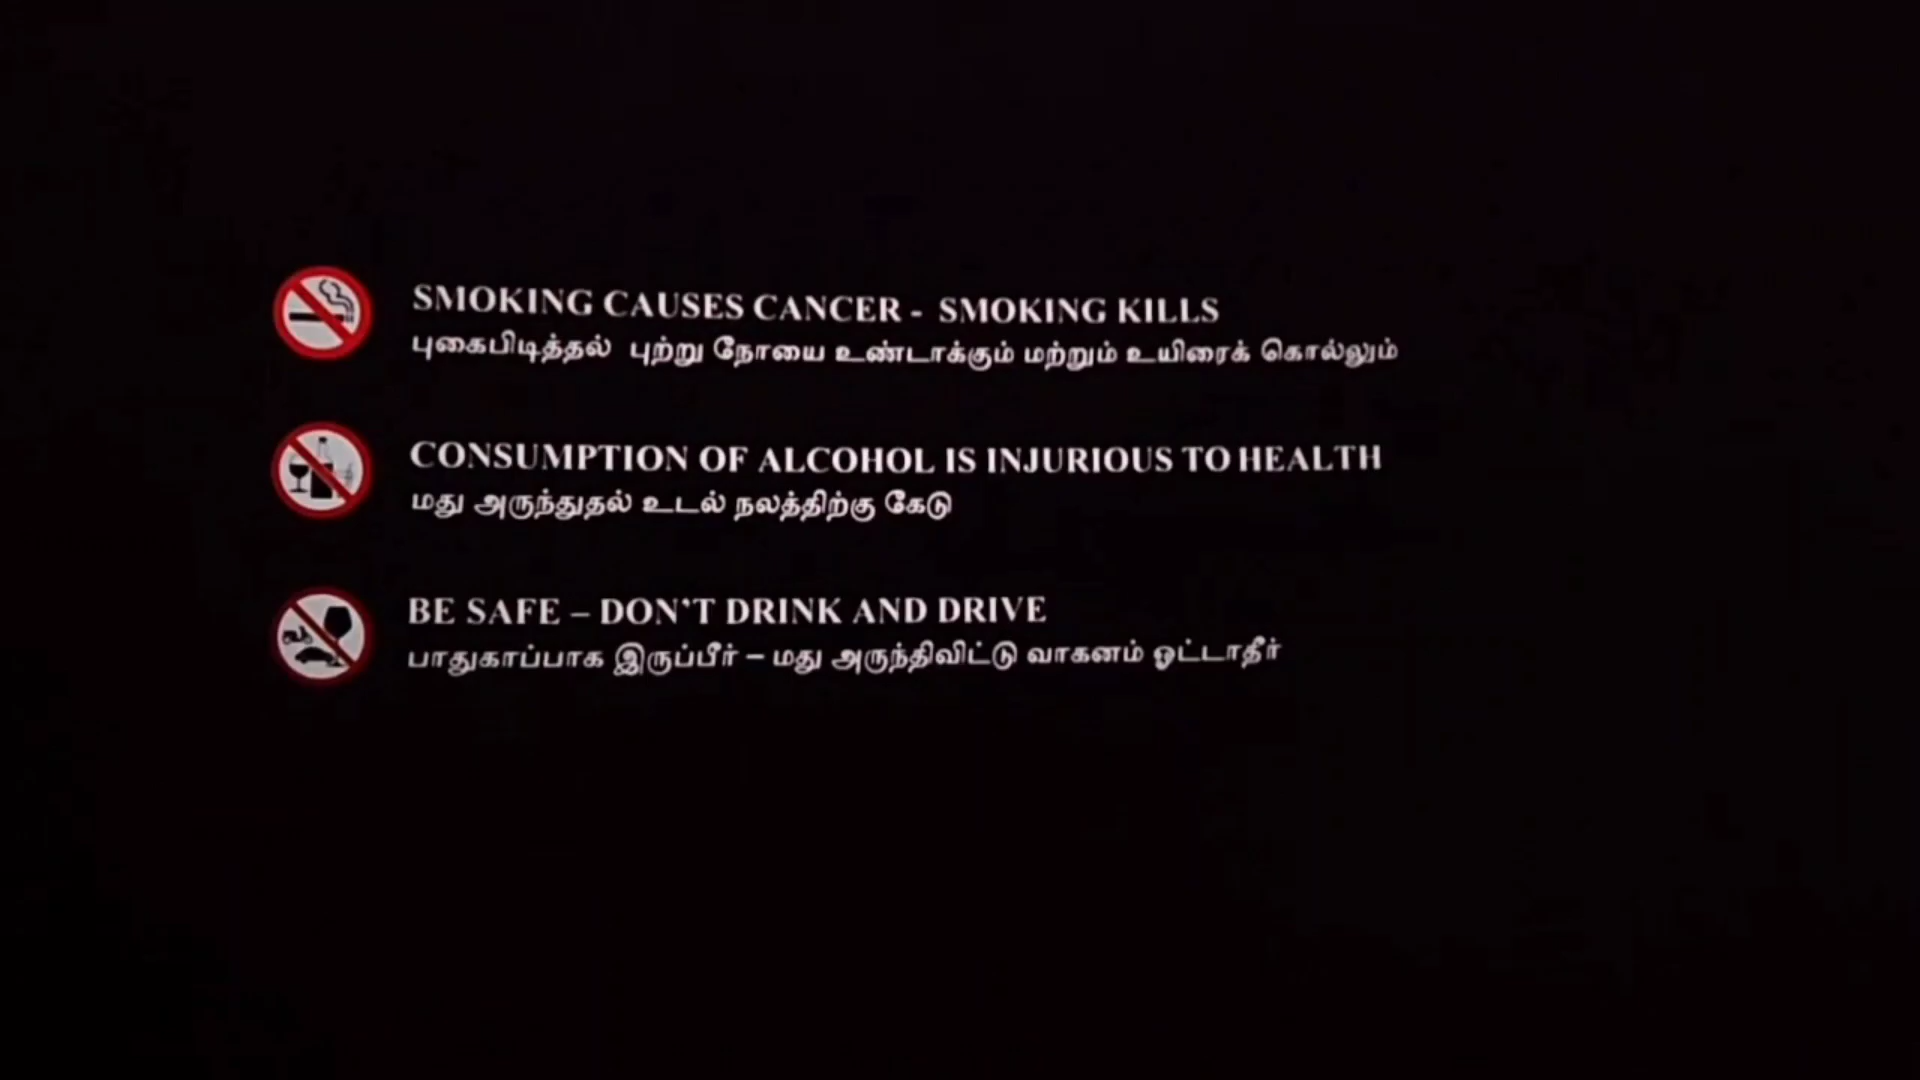 SMOKING CAUSES CANCER - SMOKING KILLS
புகைபிடித்தல் புற்று நோயை உண்டாக்கும் மற்றும் உயிரைக் கொல்லும்
CONSUMPTION OF ALCOHOL IS INJURIOUS TO HEALTH
மது அருந்துதல் உடல் நலத்திற்கு கேடு
BE SAFE – DON'T DRINK AND DRIVE
பாதுகாப்பாக இருப்பீர் – மது அருந்திவிட்டு வாகனம் ஓட்டாதீர்